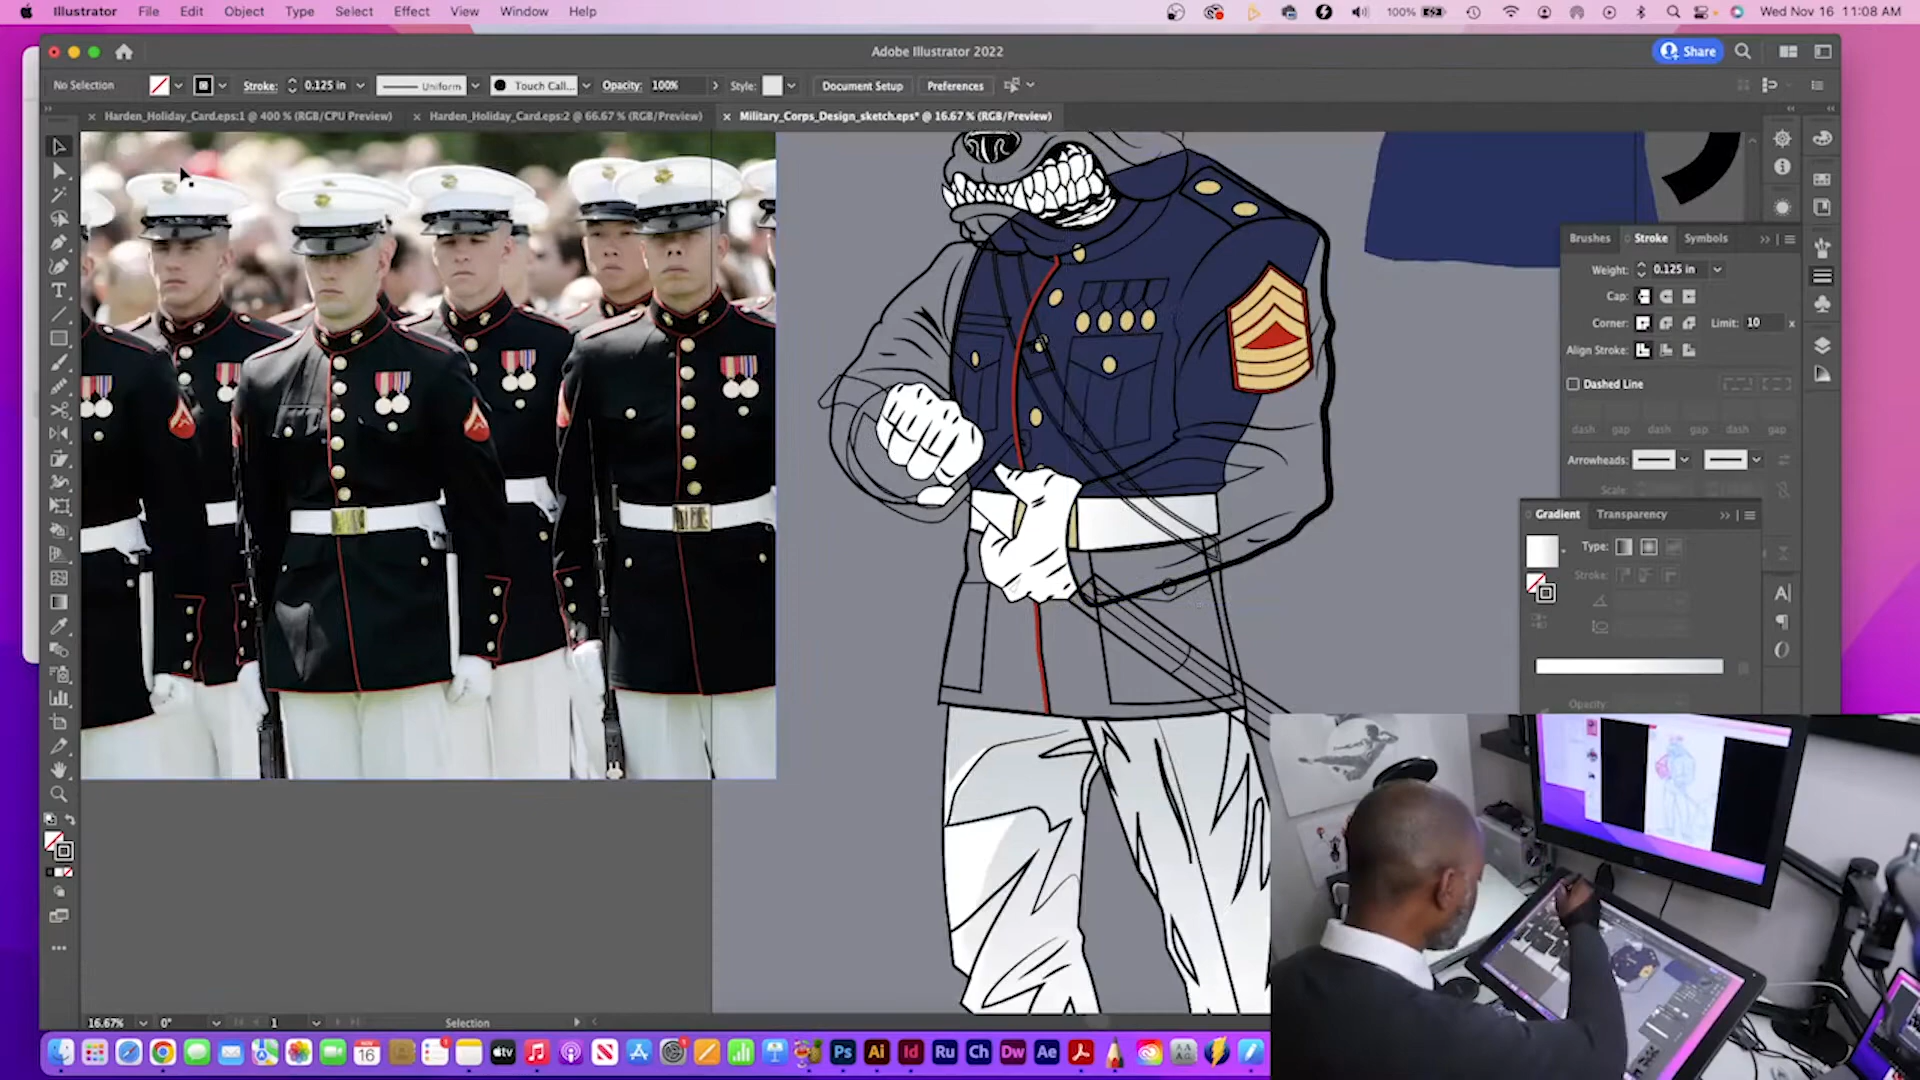 Illustrator File Edit Object Type Select Effect View Window Help 100% Wed Nov 16 11:08 AM
Adobe Illustrator 2022 Share
No Selection Stroke: 0.125 in Uniform Touch Call... Opacity: 100% Style: Document Setup Preferences
Harden_Holiday_Card.eps:1 @ 400 % (RGB/CPU Preview) Harden_Holiday_Card.eps:2 @ 66.67 % (RGB/Preview) Military_Corps_Design_sketch.eps* @ 16.67 % (RGB/Preview)
Brushes Stroke Symbols
Weight: 0.125 in
Cap:
Corner: Limit: 10 x
Align Stroke:
Dashed Line
dash gap dash gap dash gap
Arrowheads:
Scale:
Gradient Transparency
Type:
Stroke:
Opacity:
16.67% 0° 1 Selection
NOV
16
tv
Ps Ai Id Ru Ch Dw Ae